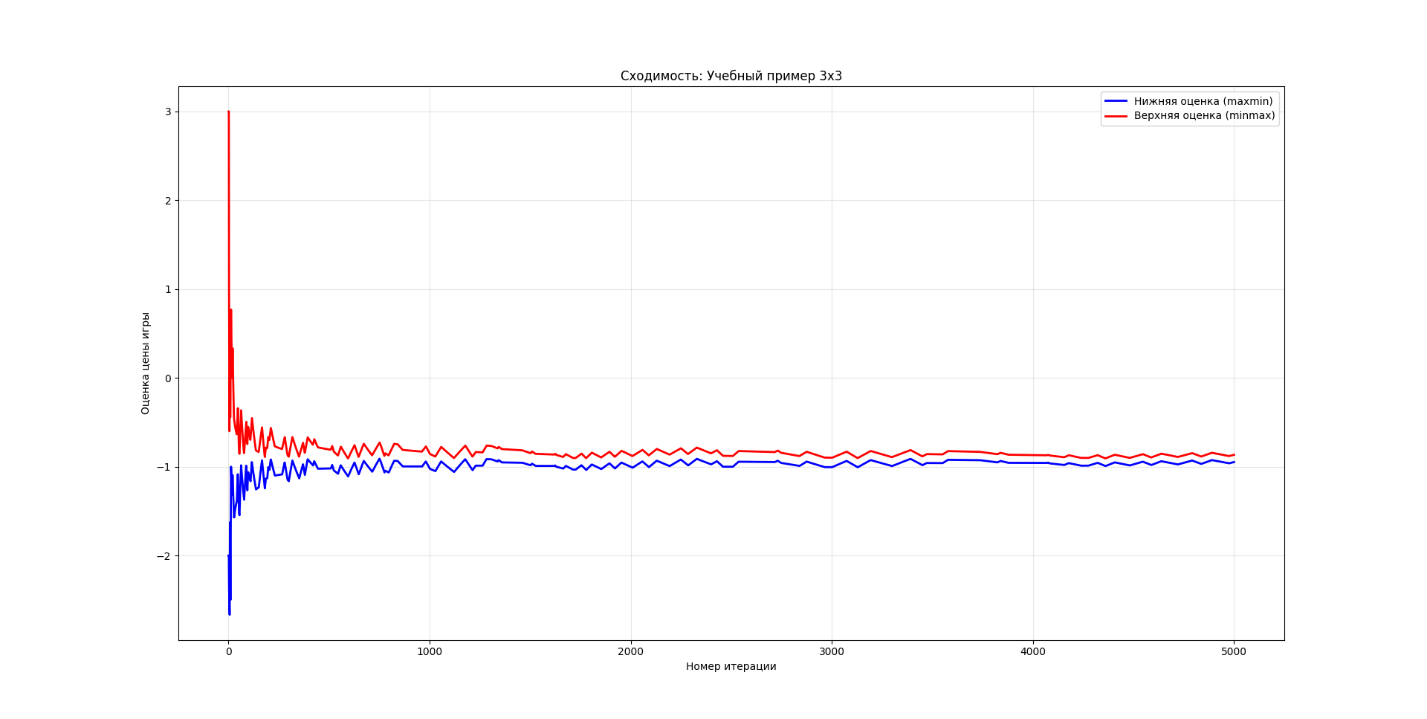 Сходимость: Учебный пример 3x3
Нижняя оценка (maxmin)
Верхняя оценка (minmax)
3
2
1
0
−1
−2
Оценка цены игры
0 1000 2000 3000 4000 5000
Номер итерации